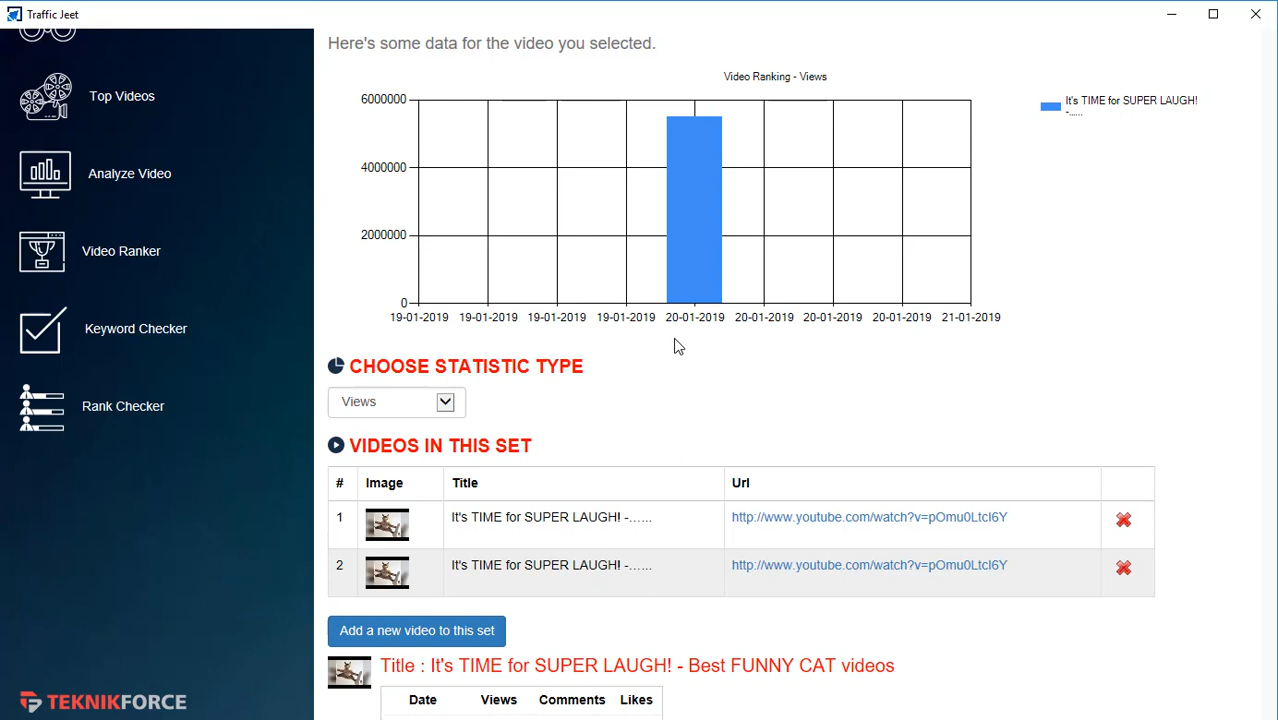 Traffic Jeet
Top Videos
Analyze Video
Video Ranker
Keyword Checker
Rank Checker
TEKNIKFORCE
Here's some data for the video you selected.
Video Ranking - Views
6000000
4000000
2000000
0
19-01-2019 19-01-2019 19-01-2019 19-01-2019 20-01-2019 20-01-2019 20-01-2019 20-01-2019 21-01-2019
It's TIME for SUPER LAUGH!
-......
CHOOSE STATISTIC TYPE
Views
VIDEOS IN THIS SET
# Image Title Url
1 It's TIME for SUPER LAUGH! -...... http://www.youtube.com/watch?v=pOmu0LtcI6Y
2 It's TIME for SUPER LAUGH! -...... http://www.youtube.com/watch?v=pOmu0LtcI6Y
Add a new video to this set
Title : It's TIME for SUPER LAUGH! - Best FUNNY CAT videos
Date Views Comments Likes